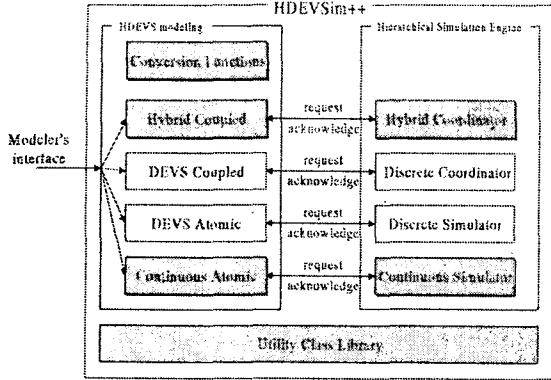 HDEVSim++
HDEVS modeling
Hierarchical Simulation Engine
Conversion Functions
Hybrid Coupled
request
acknowledge
Hybrid Coordinator
Modeler's
interface
DEVS Coupled
request
acknowledge
Discrete Coordinator
DEVS Atomic
request
acknowledge
Discrete Simulator
Continuous Atomic
request
acknowledge
Continuous Simulator
Utility Class Library